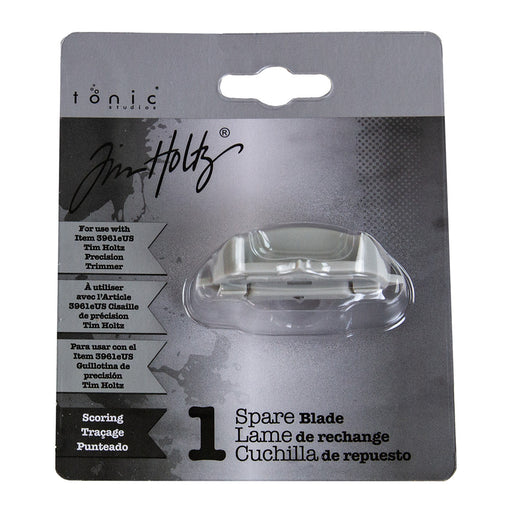 tonic
studios
Tim Holtz®
For use with
Item 3961eUS
Tim Holtz
Precision
Trimmer
À utiliser
avec l'Article
3961eUS Cisaille
de précision
Tim Holtz
Para usar con el
Item 3961eUS
Guillotina de
precisión
Tim Holtz
Scoring
Traçage
Punteado
1
Spare Blade
Lame de rechange
Cuchilla de repuesto